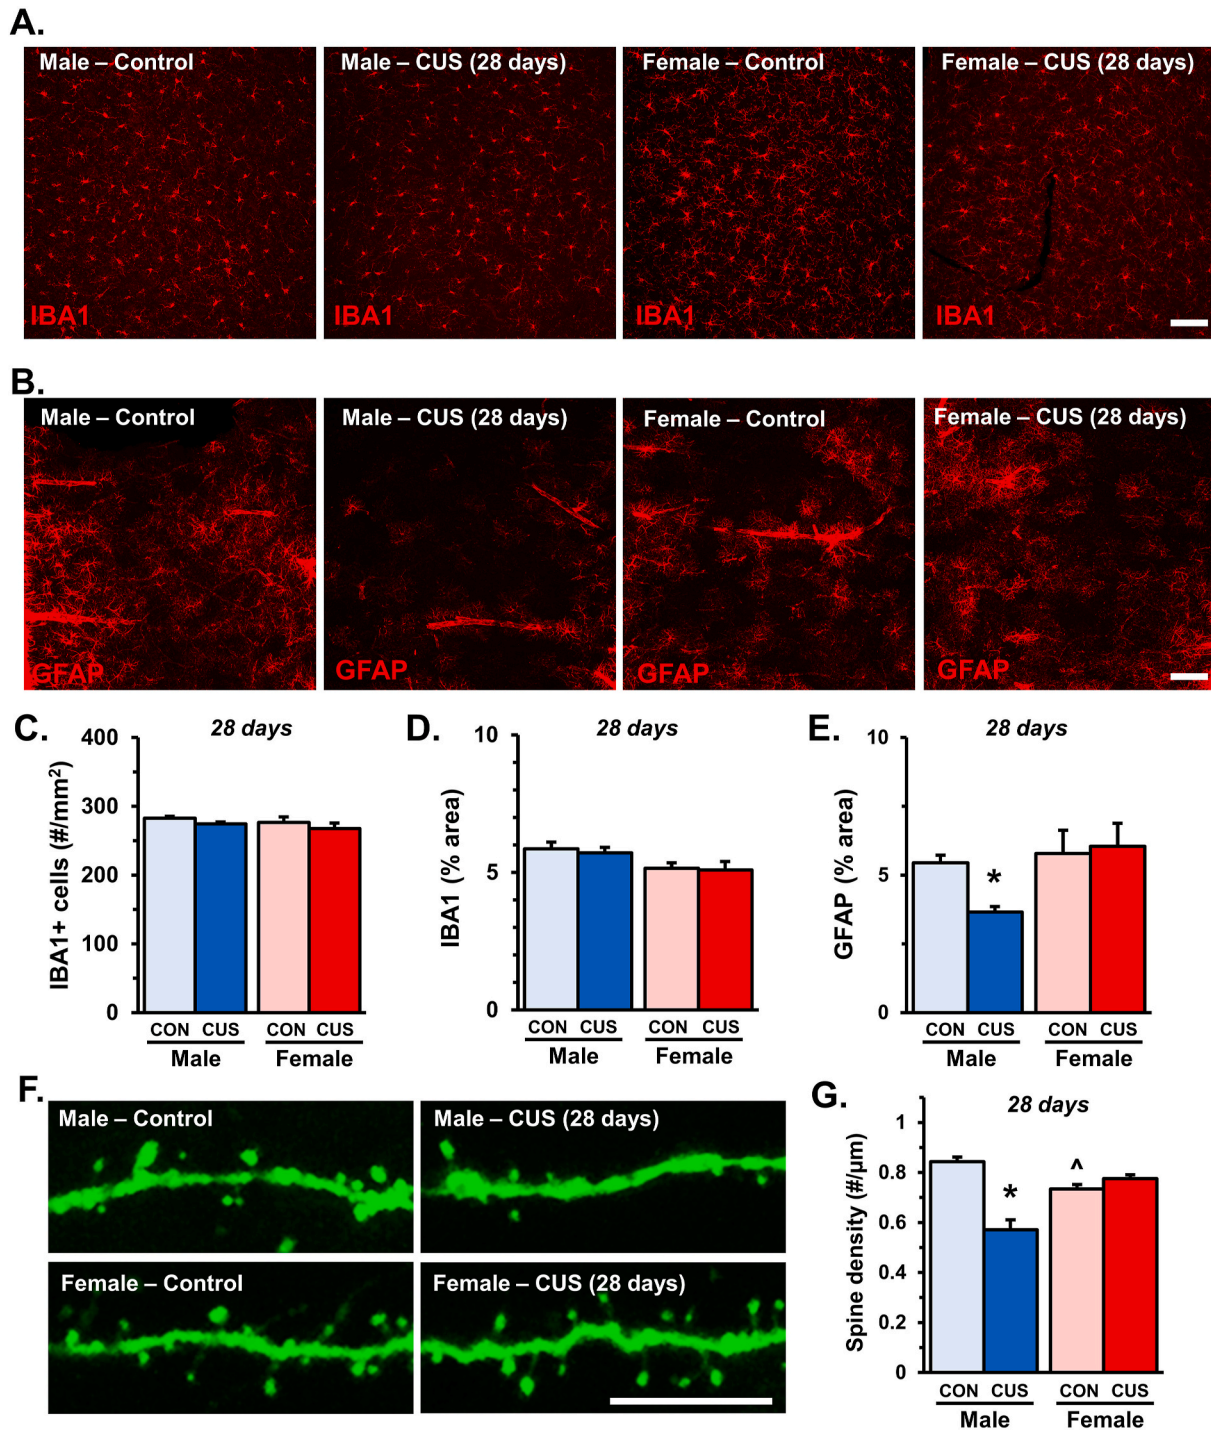 A.
Male – Control
Male – CUS (28 days)
Female – Control
Female – CUS (28 days)
IBA1
IBA1
IBA1
IBA1
B.
Male – Control
Male – CUS (28 days)
Female – Control
Female – CUS (28 days)
GFAP
GFAP
GFAP
GFAP
C.
28 days
IBA1+ cells (#/mm²)
400
300
200
100
0
CON CUS CON CUS
Male Female
D.
28 days
IBA1 (% area)
10
5
0
CON CUS CON CUS
Male Female
E.
28 days
GFAP (% area)
10
5
0
*
CON CUS CON CUS
Male Female
F.
Male – Control
Male – CUS (28 days)
Female – Control
Female – CUS (28 days)
G.
28 days
Spine density (#/µm)
1
0.8
0.6
0.4
0.2
0
*
^
CON CUS CON CUS
Male Female